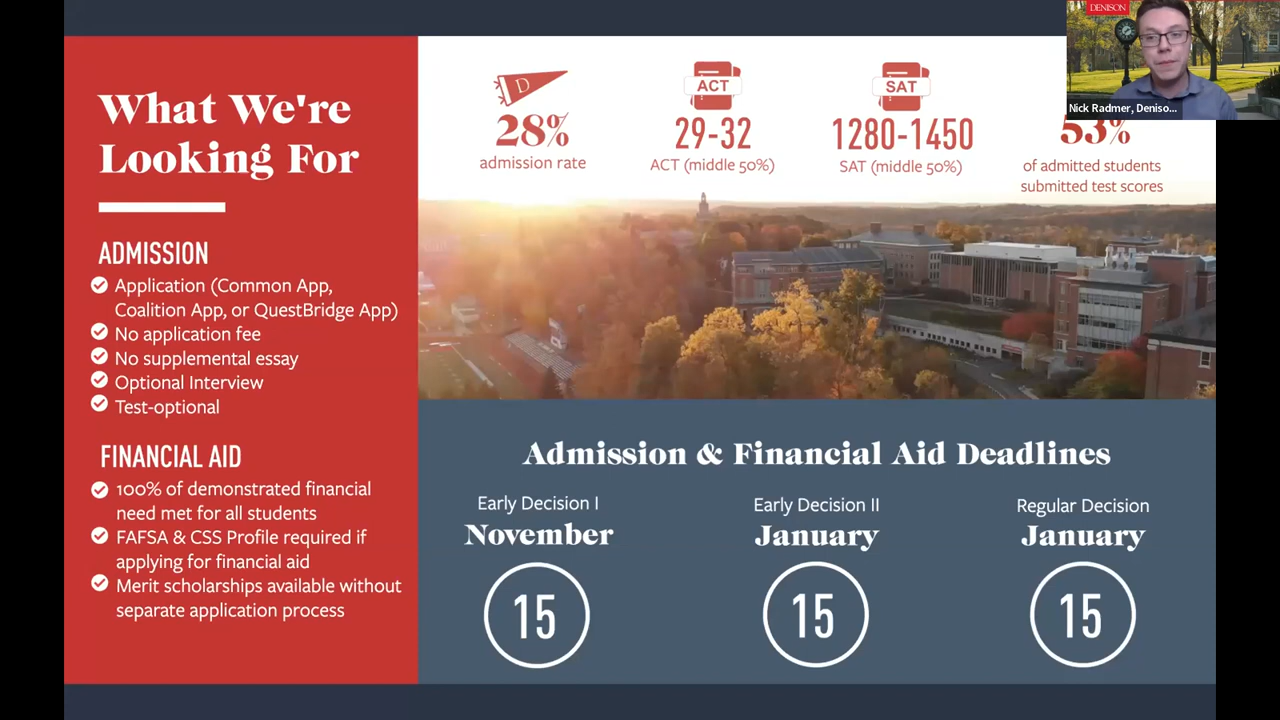 What We're
Looking For
ADMISSION
Application (Common App,
Coalition App, or QuestBridge App)
No application fee
No supplemental essay
Optional Interview
Test-optional
FINANCIAL AID
100% of demonstrated financial
need met for all students
FAFSA & CSS Profile required if
applying for financial aid
Merit scholarships available without
separate application process
D
28%
admission rate
ACT
29-32
ACT (middle 50%)
SAT
1280-1450
SAT (middle 50%)
53%
of admitted students
submitted test scores
DENISON
Nick Radmer, Deniso...
Admission & Financial Aid Deadlines
Early Decision I
November
15
Early Decision II
January
15
Regular Decision
January
15